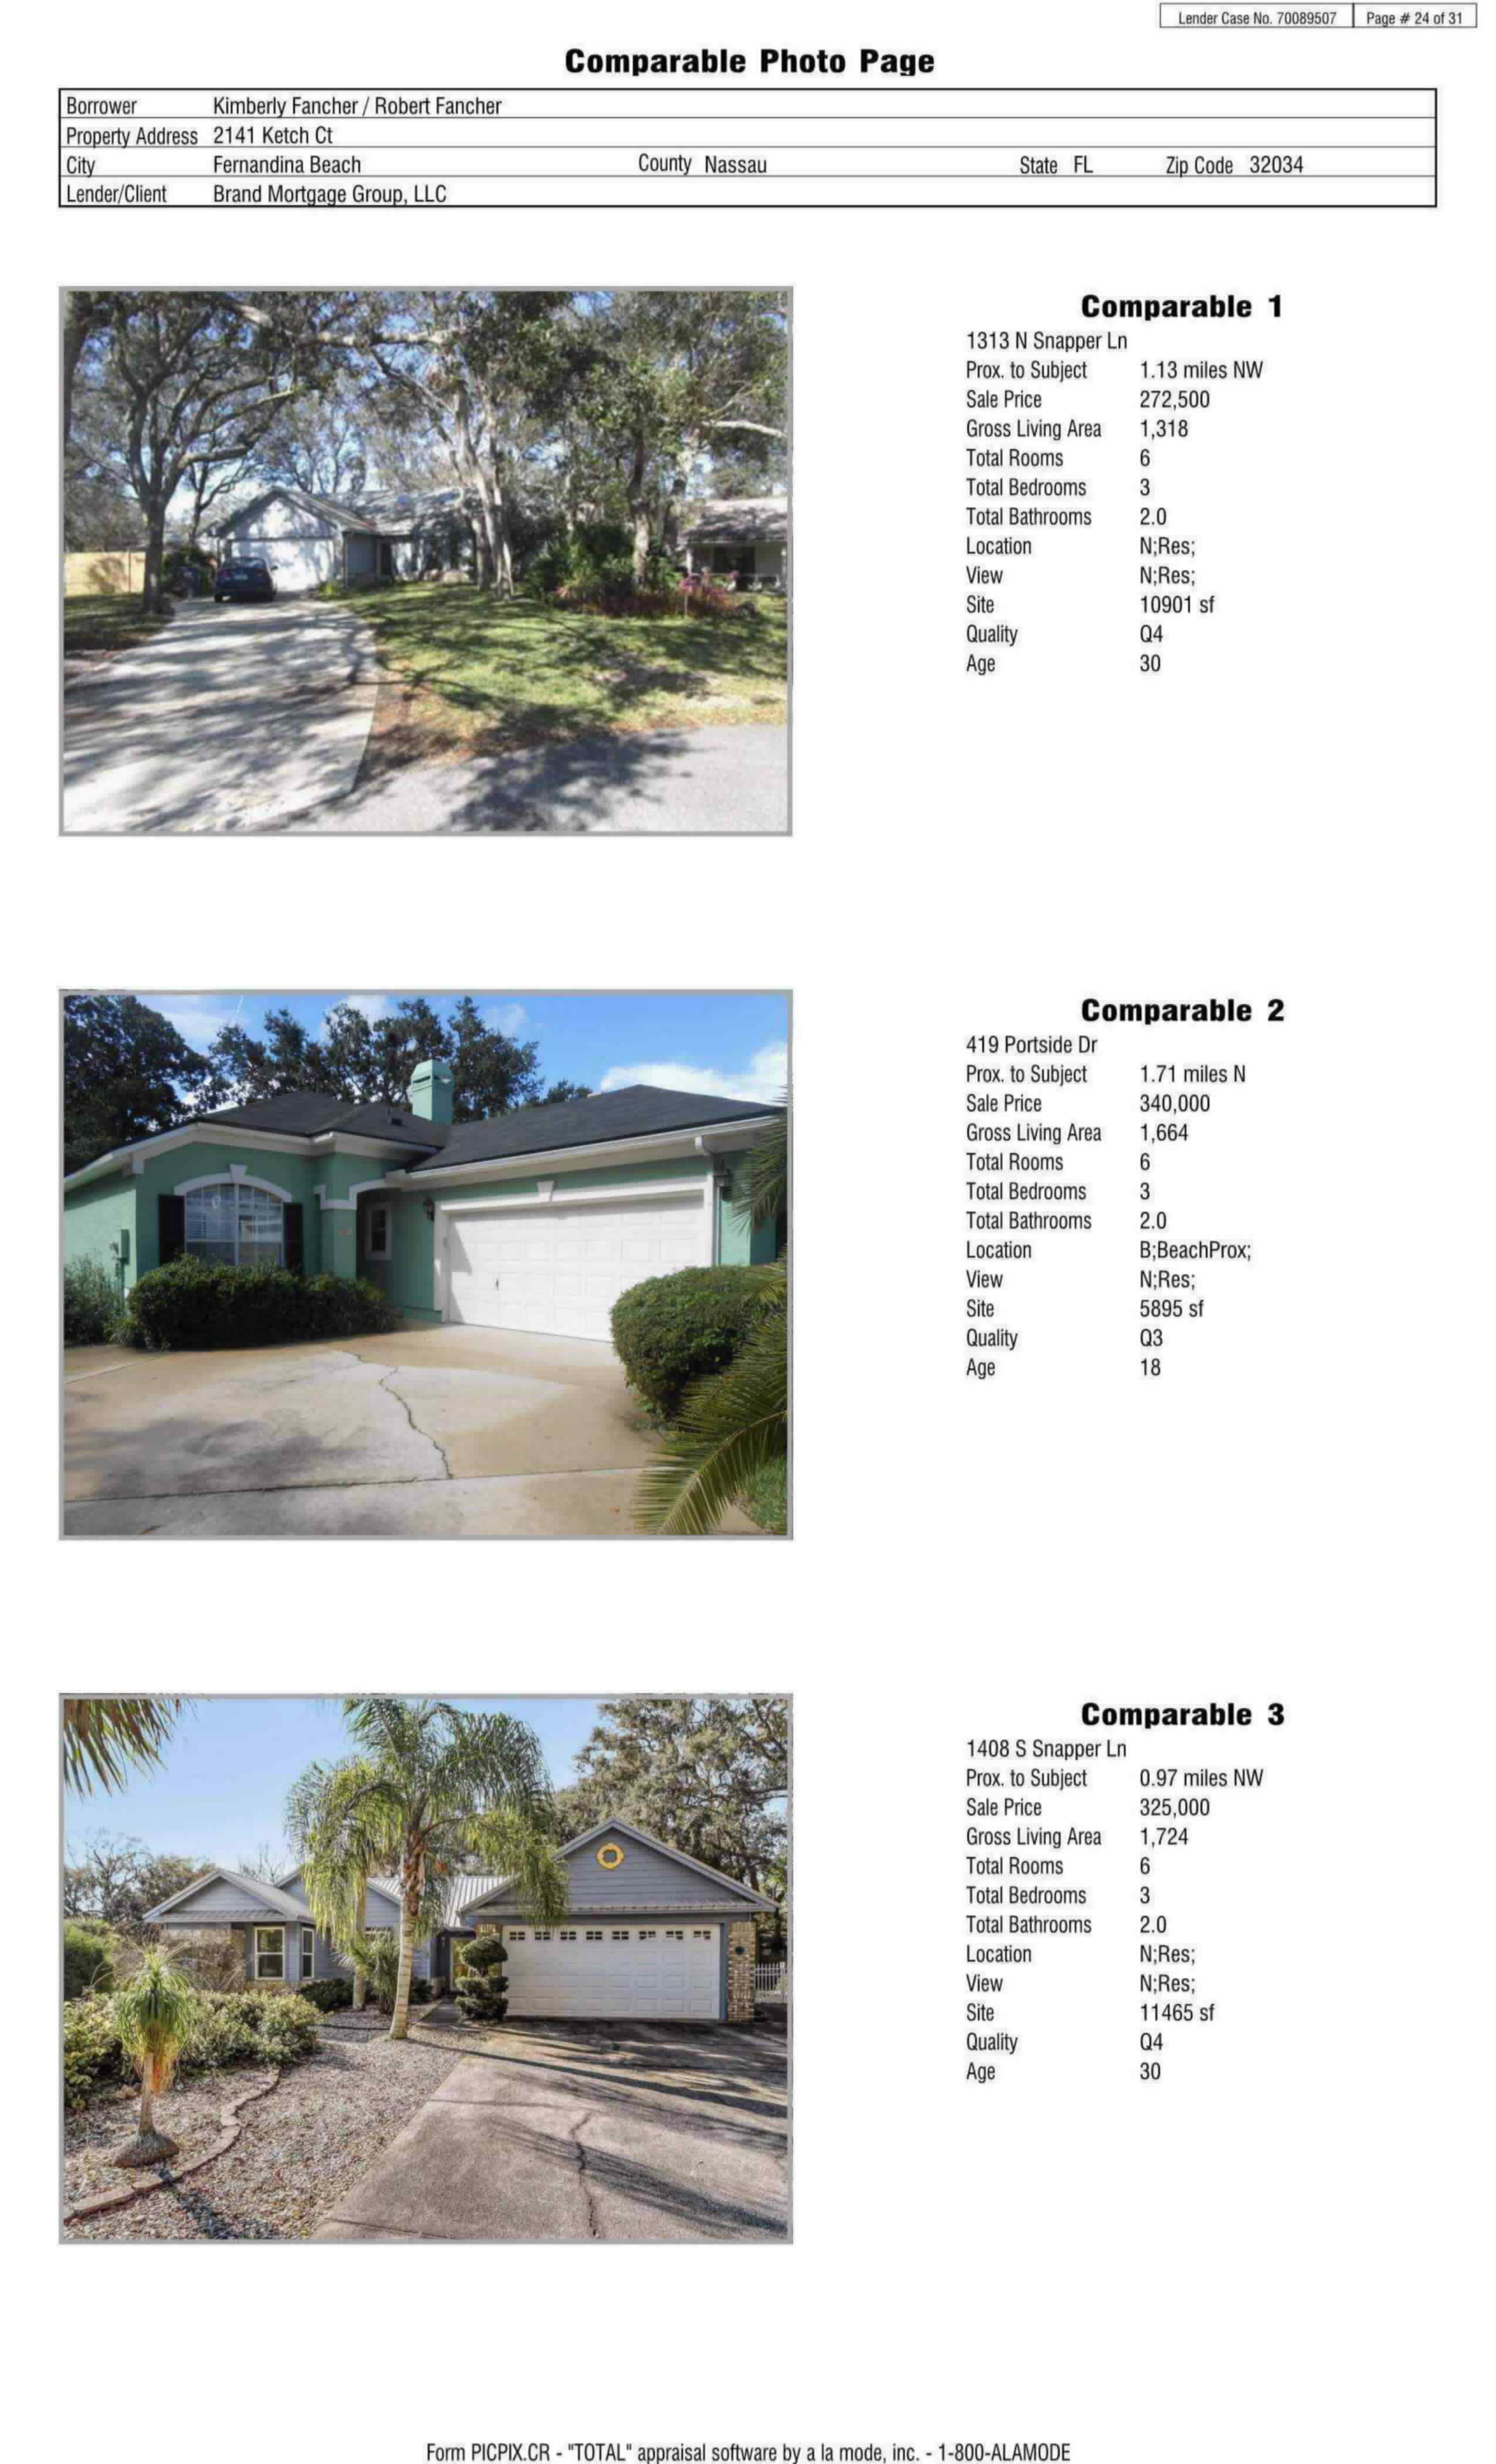 Lender Case No. 70089507 Page # 24 of 31
Comparable Photo Page
Borrower Kimberly Fancher / Robert Fancher
Property Address 2141 Ketch Ct
City Fernandina Beach County Nassau State FL Zip Code 32034
Lender/Client Brand Mortgage Group, LLC
Comparable 1
1313 N Snapper Ln
Prox. to Subject 1.13 miles NW
Sale Price 272,500
Gross Living Area 1,318
Total Rooms 6
Total Bedrooms 3
Total Bathrooms 2.0
Location N;Res;
View N;Res;
Site 10901 sf
Quality Q4
Age 30
Comparable 2
419 Portside Dr
Prox. to Subject 1.71 miles N
Sale Price 340,000
Gross Living Area 1,664
Total Rooms 6
Total Bedrooms 3
Total Bathrooms 2.0
Location B;BeachProx;
View N;Res;
Site 5895 sf
Quality Q3
Age 18
Comparable 3
1408 S Snapper Ln
Prox. to Subject 0.97 miles NW
Sale Price 325,000
Gross Living Area 1,724
Total Rooms 6
Total Bedrooms 3
Total Bathrooms 2.0
Location N;Res;
View N;Res;
Site 11465 sf
Quality Q4
Age 30
Form PICPIX.CR - "TOTAL" appraisal software by a la mode, inc. - 1-800-ALAMODE